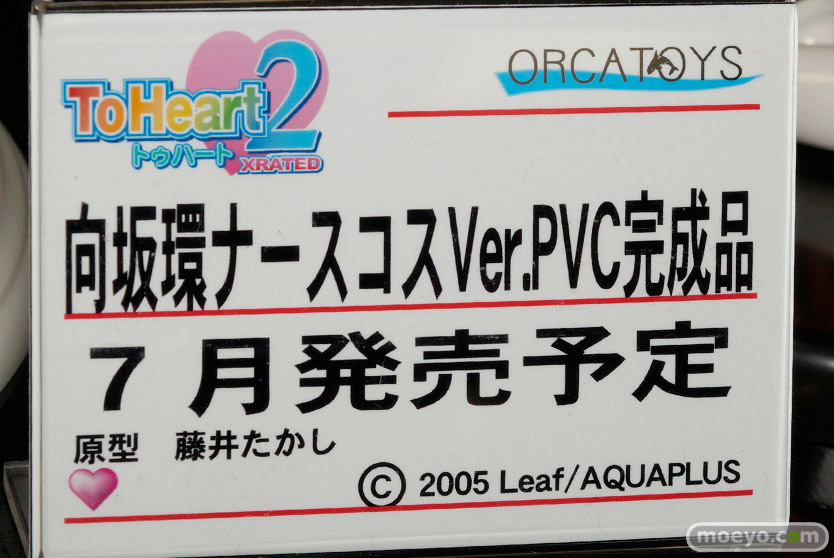 ToHeart2
トゥハート
XRATED
ORCATOYS
向坂環ナースコスVer.PVC完成品
7月発売予定
原型 藤井たかし
© 2005 Leaf/AQUAPLUS
moeyo.com